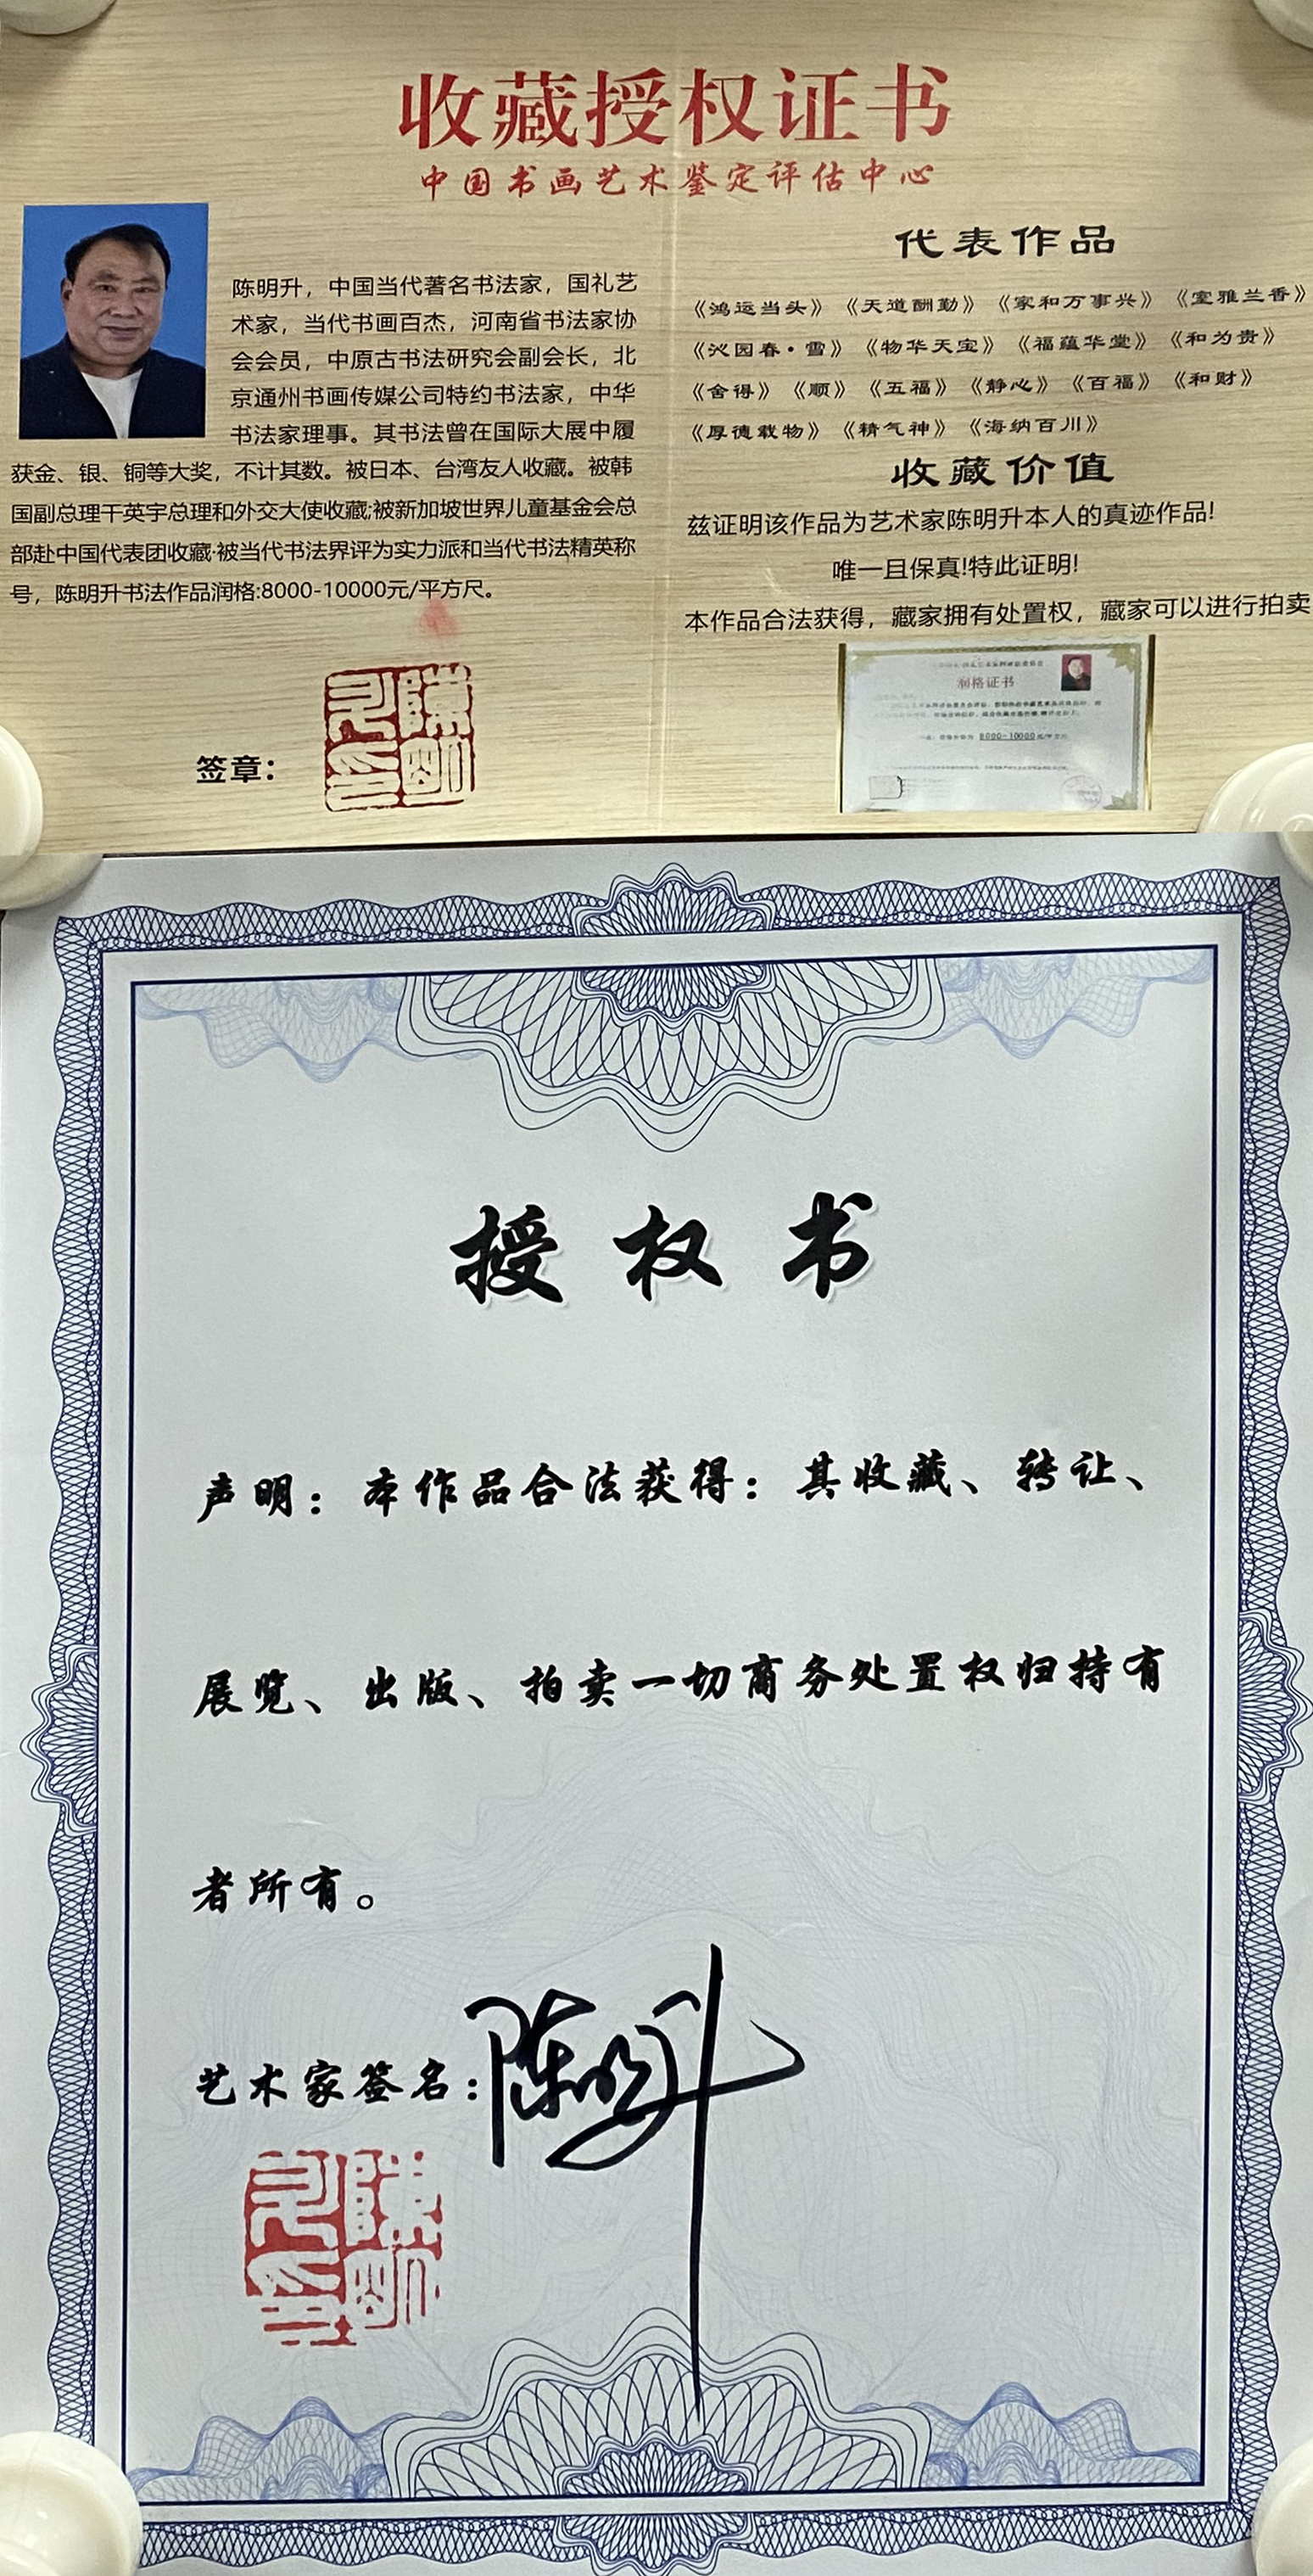 收藏授权证书
中国书画艺术鉴定评估中心
陈明升，中国当代著名书法家，国礼艺
术家，当代书画百杰，河南省书法家协
会会员，中原古书法研究会副会长，北
京通州书画传媒公司特约书法家，中华
书法家理事。其书法曾在国际大展中履
获金、银、铜等大奖，不计其数。被日本、台湾友人收藏。被韩
国副总理干英宇总理和外交大使收藏;被新加坡世界儿童基金会总
部赴中国代表团收藏·被当代书法界评为实力派和当代书法精英称
号，陈明升书法作品润格:8000-10000元/平方尺。
签章：
代表作品
《鸿运当头》《天道酬勤》《家和万事兴》《室雅兰香》
《沁园春·雪》《物华天宝》《福蕴华堂》《和为贵》
《舍得》《顺》《五福》《静心》《百福》《和财》
《厚德载物》《精气神》《海纳百川》
收藏价值
兹证明该作品为艺术家陈明升本人的真迹作品!
唯一且保真!特此证明!
本作品合法获得，藏家拥有处置权，藏家可以进行拍卖
润格证书
8000-10000
授权书
声明：本作品合法获得：其收藏、转让、
展览、出版、拍卖一切商务处置权归持有
者所有。
艺术家签名：陈明升